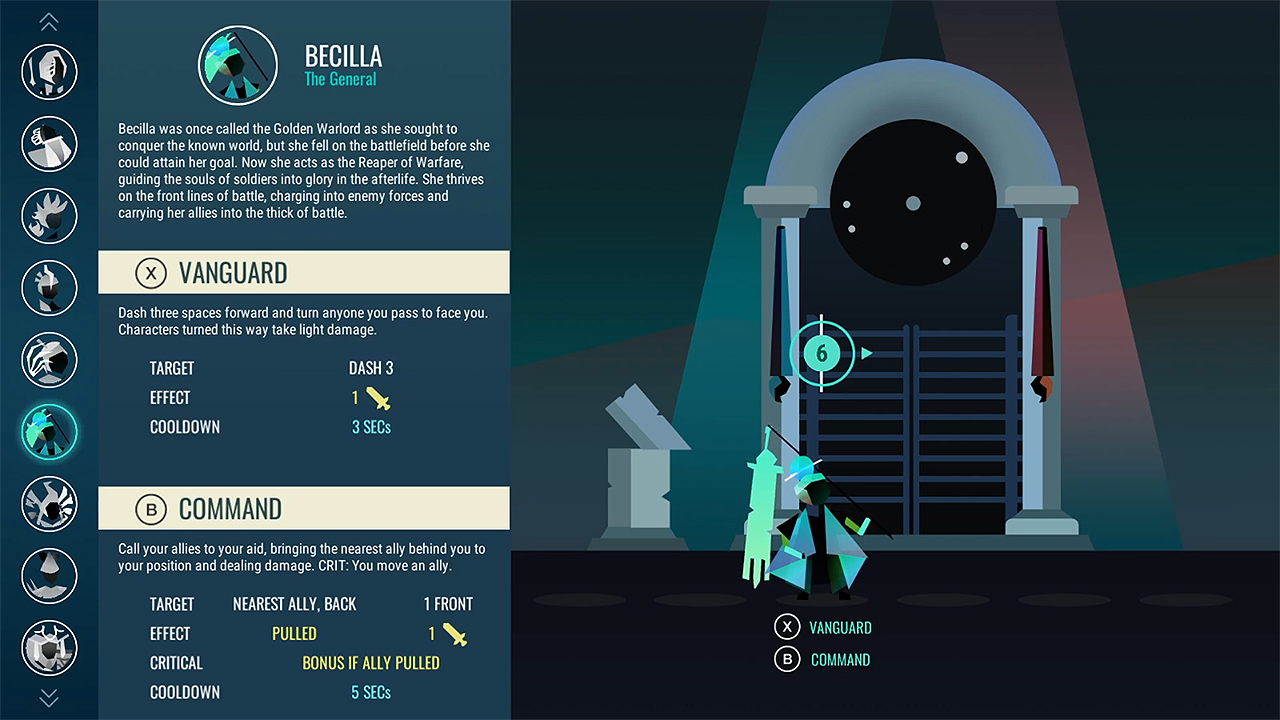 BECILLA
The General
Becilla was once called the Golden Warlord as she sought to
conquer the known world, but she fell on the battlefield before she
could attain her goal. Now she acts as the Reaper of Warfare,
guiding the souls of soldiers into glory in the afterlife. She thrives
on the front lines of battle, charging into enemy forces and
carrying her allies into the thick of battle.
X VANGUARD
Dash three spaces forward and turn anyone you pass to face you.
Characters turned this way take light damage.
TARGET DASH 3
EFFECT 1
COOLDOWN 3 SECs
B COMMAND
Call your allies to your aid, bringing the nearest ally behind you to
your position and dealing damage. CRIT: You move an ally.
TARGET NEAREST ALLY, BACK 1 FRONT
EFFECT PULLED 1
CRITICAL BONUS IF ALLY PULLED
COOLDOWN 5 SECs
6
X VANGUARD
B COMMAND